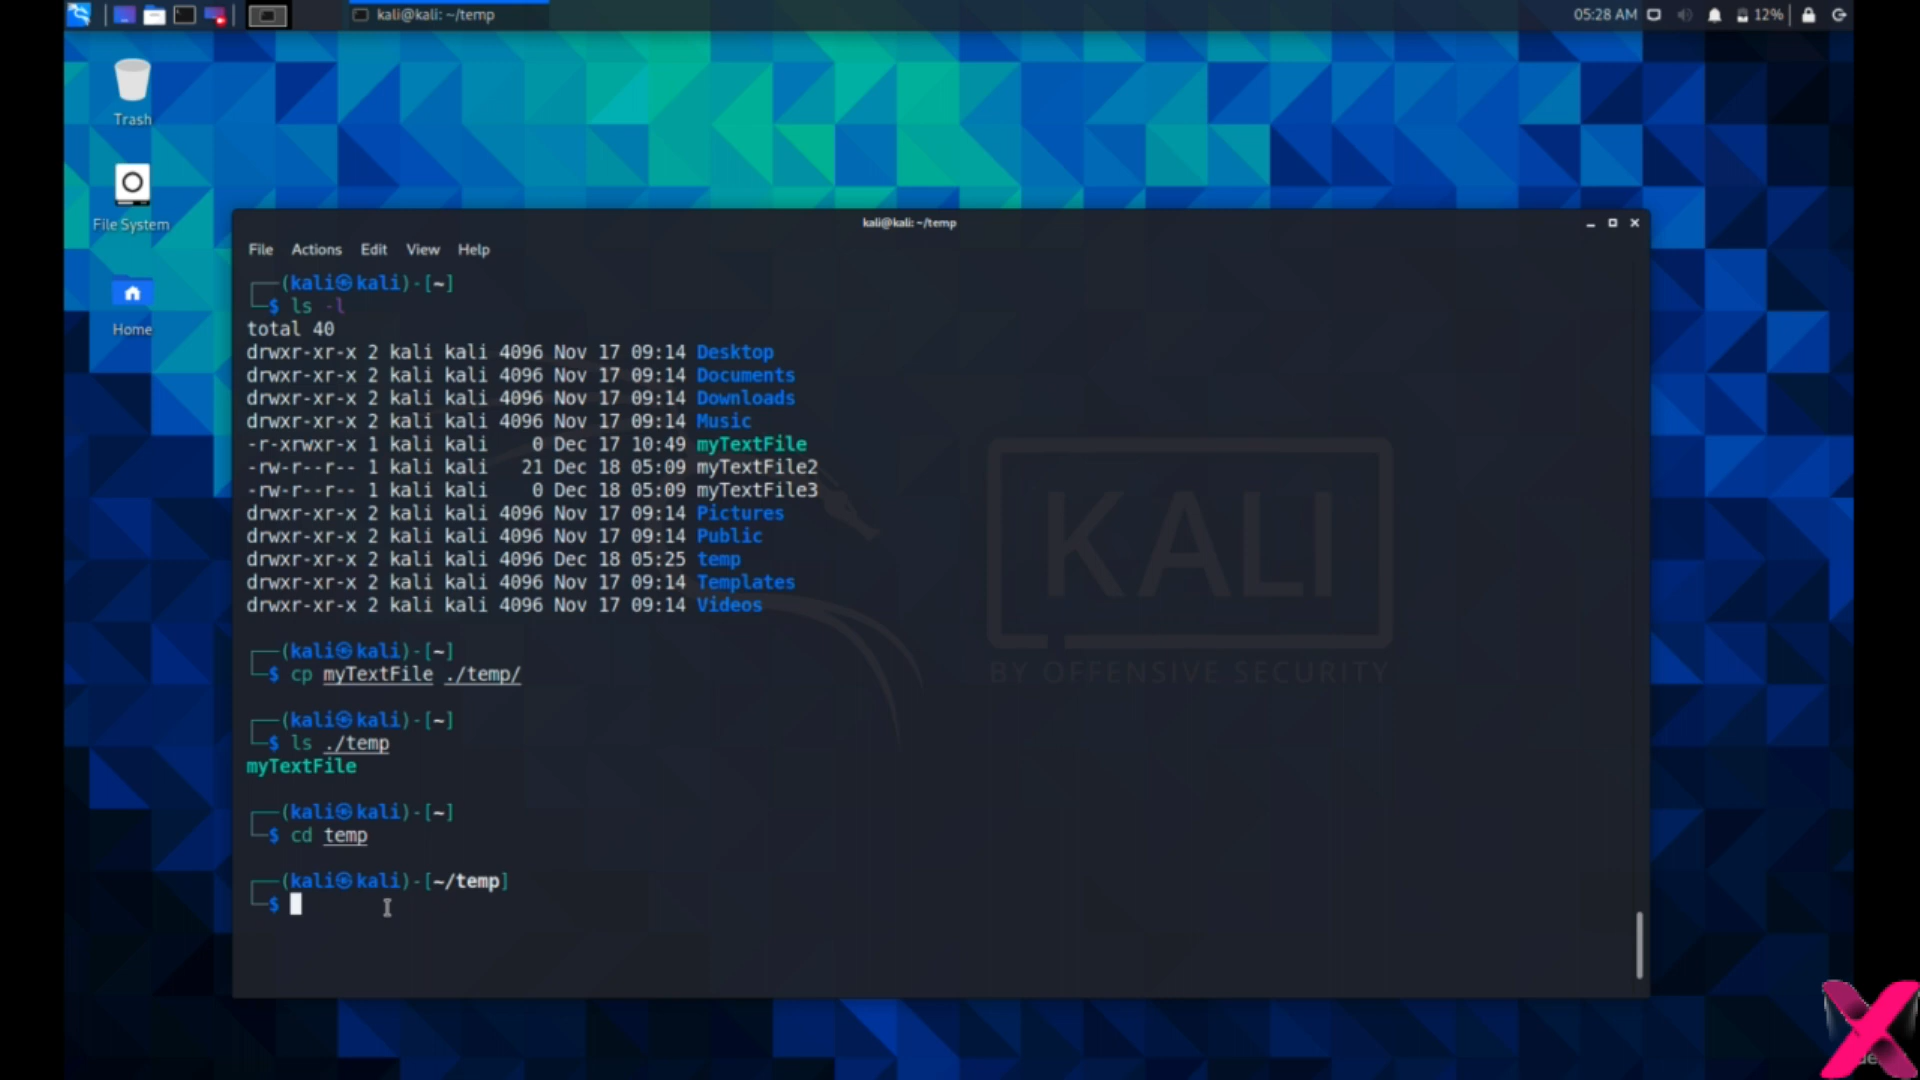 kali@kali: ~/temp
05:28 AM
12%
Trash
File System
Home
kali@kali: ~/temp
File Actions Edit View Help
(kali㉿kali)-[~]
$ ls -l
total 40
drwxr-xr-x 2 kali kali 4096 Nov 17 09:14 Desktop
drwxr-xr-x 2 kali kali 4096 Nov 17 09:14 Documents
drwxr-xr-x 2 kali kali 4096 Nov 17 09:14 Downloads
drwxr-xr-x 2 kali kali 4096 Nov 17 09:14 Music
-r-xrwxr-x 1 kali kali 0 Dec 17 10:49 myTextFile
-rw-r--r-- 1 kali kali 21 Dec 18 05:09 myTextFile2
-rw-r--r-- 1 kali kali 0 Dec 18 05:09 myTextFile3
drwxr-xr-x 2 kali kali 4096 Nov 17 09:14 Pictures
drwxr-xr-x 2 kali kali 4096 Nov 17 09:14 Public
drwxr-xr-x 2 kali kali 4096 Dec 18 05:25 temp
drwxr-xr-x 2 kali kali 4096 Nov 17 09:14 Templates
drwxr-xr-x 2 kali kali 4096 Nov 17 09:14 Videos
(kali㉿kali)-[~]
$ cp myTextFile ./temp/
(kali㉿kali)-[~]
$ ls ./temp
myTextFile
(kali㉿kali)-[~]
$ cd temp
(kali㉿kali)-[~/temp]
$
KALI
BY OFFENSIVE SECURITY